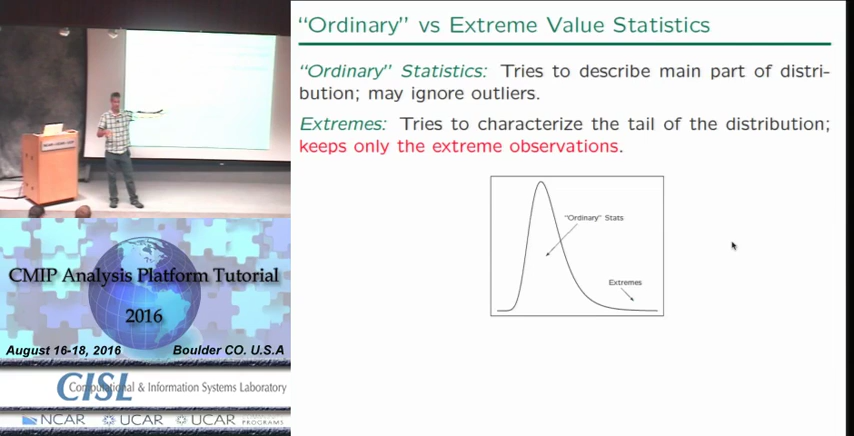 “Ordinary” vs Extreme Value Statistics
“Ordinary” Statistics: Tries to describe main part of distri-
bution; may ignore outliers.
Extremes: Tries to characterize the tail of the distribution;
keeps only the extreme observations.
“Ordinary” Stats
Extremes
CMIP Analysis Platform Tutorial
2016
August 16-18, 2016 Boulder CO. U.S.A
CISL
Computational & Information Systems Laboratory
NCAR UCAR UCAR
PROGRAMS